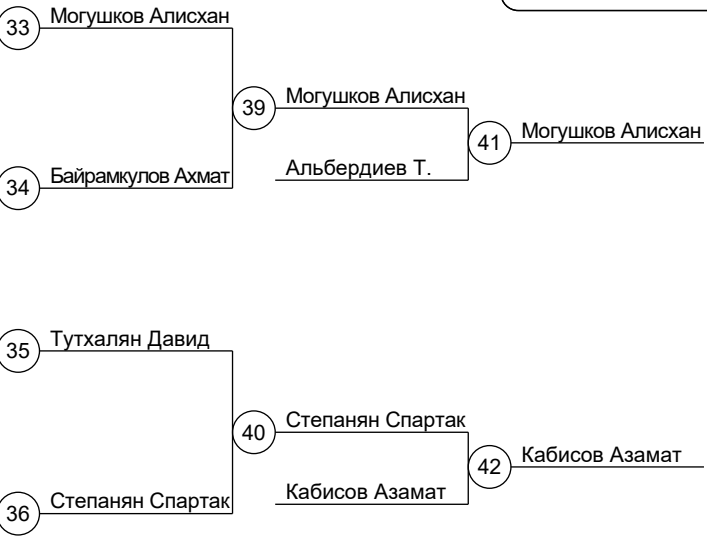 33 Могушков Алисхан
39 Могушков Алисхан
41 Могушков Алисхан
34 Байрамкулов Ахмат
Альбердиев Т.
35 Тутхалян Давид
40 Степанян Спартак
42 Кабисов Азамат
36 Степанян Спартак
Кабисов Азамат